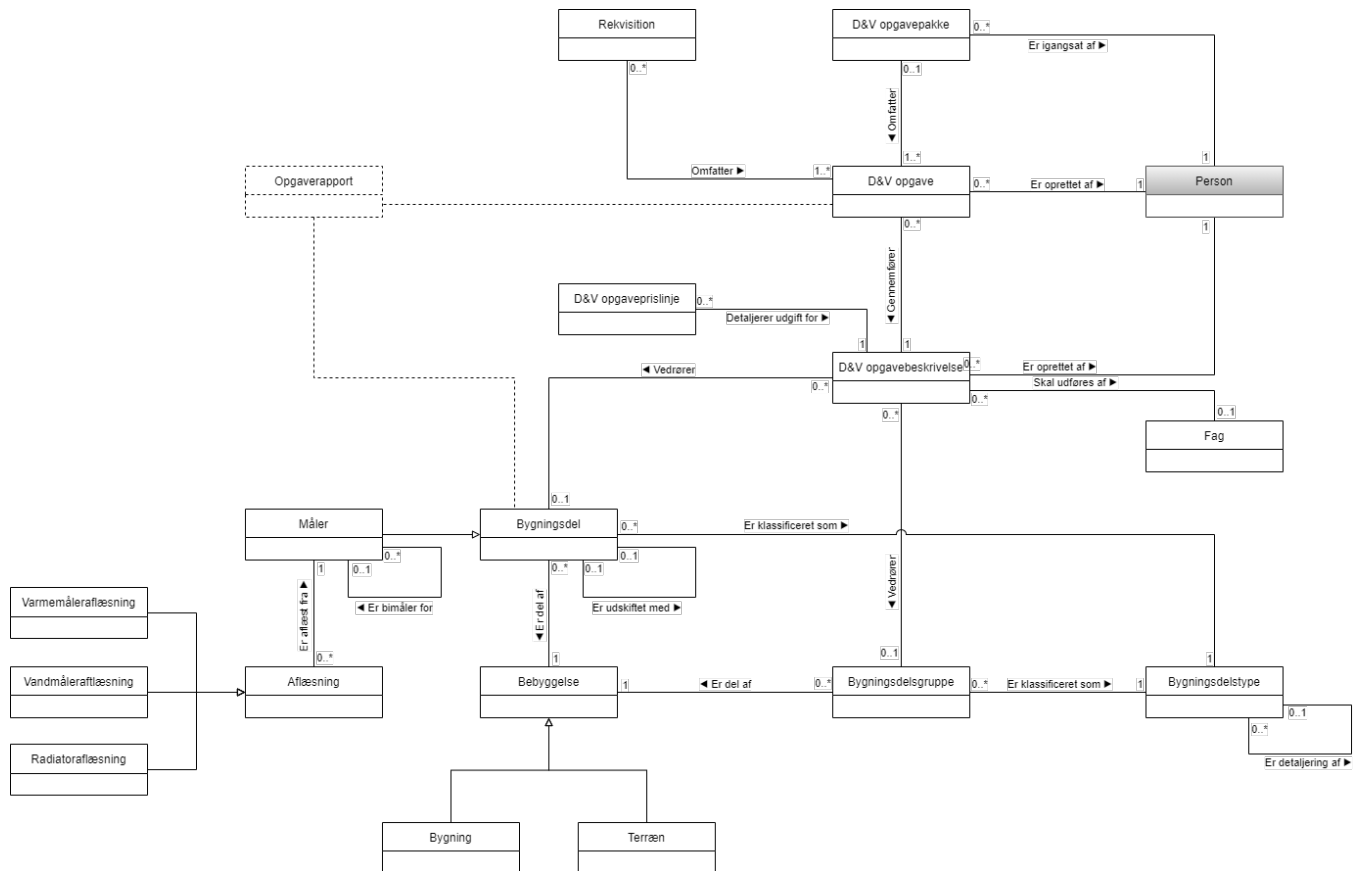 Rekvisition
D&V opgavepakke
0..*
Er igangsat af ►
0..*
0..1
◄ Omfatter
Omfatter ►
1..*
1..*
1
Opgaverapport
D&V opgave
0..*
Er oprettet af ►
1
Person
0..*
1
◄ Gennemfører
D&V opgaveprislinje
0..*
Detaljerer udgift for ►
1
1
◄ Vedrører
D&V opgavebeskrivelse
0..*
Er oprettet af ►
Skal udføres af ►
0..*
0..*
0..*
0..1
Fag
0..1
Måler
Bygningsdel
0..*
Er klassificeret som ►
0..*
0..1
1
0..1
0..*
0..1
◄ Er bimåler for
Er udskiftet med ►
Er aflæst fra ►
◄ Er del af
◄ Vedrører
Varmemåleraflæsning
0..*
1
0..1
1
Vandmåleraftlæsning
Aflæsning
Bebyggelse
1
◄ Er del af
0..*
Bygningsdelsgruppe
0..*
Er klassificeret som ►
1
Bygningsdelstype
0..1
0..*
Radiatoraflæsning
Er detaljering af ►
Bygning
Terræn